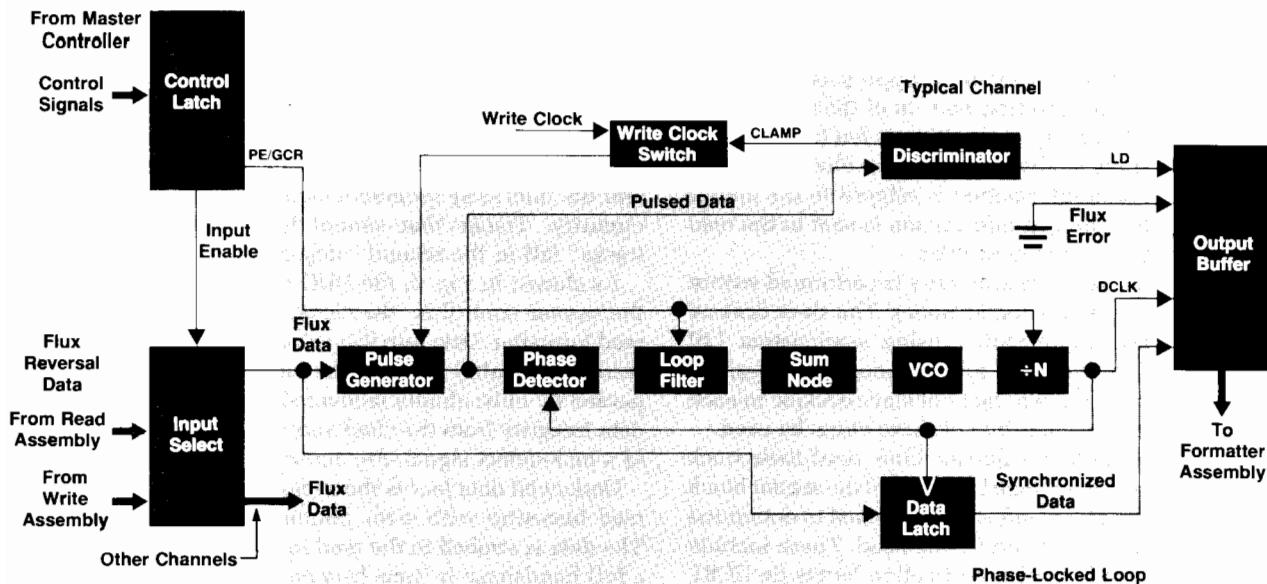 From Master
Controller
Control
Signals
Control
Latch
PE/GCR
Input
Enable
Write Clock
Write Clock
Switch
CLAMP
Typical Channel
Discriminator
LD
Pulsed Data
Flux
Error
Output
Buffer
DCLK
Flux
Reversal
Data
From Read
Assembly
From
Write
Assembly
Input
Select
Flux
Data
Pulse
Generator
Phase
Detector
Loop
Filter
Sum
Node
VCO
÷N
Flux
Data
Other Channels
Data
Latch
Synchronized
Data
To
Formatter
Assembly
Phase-Locked Loop